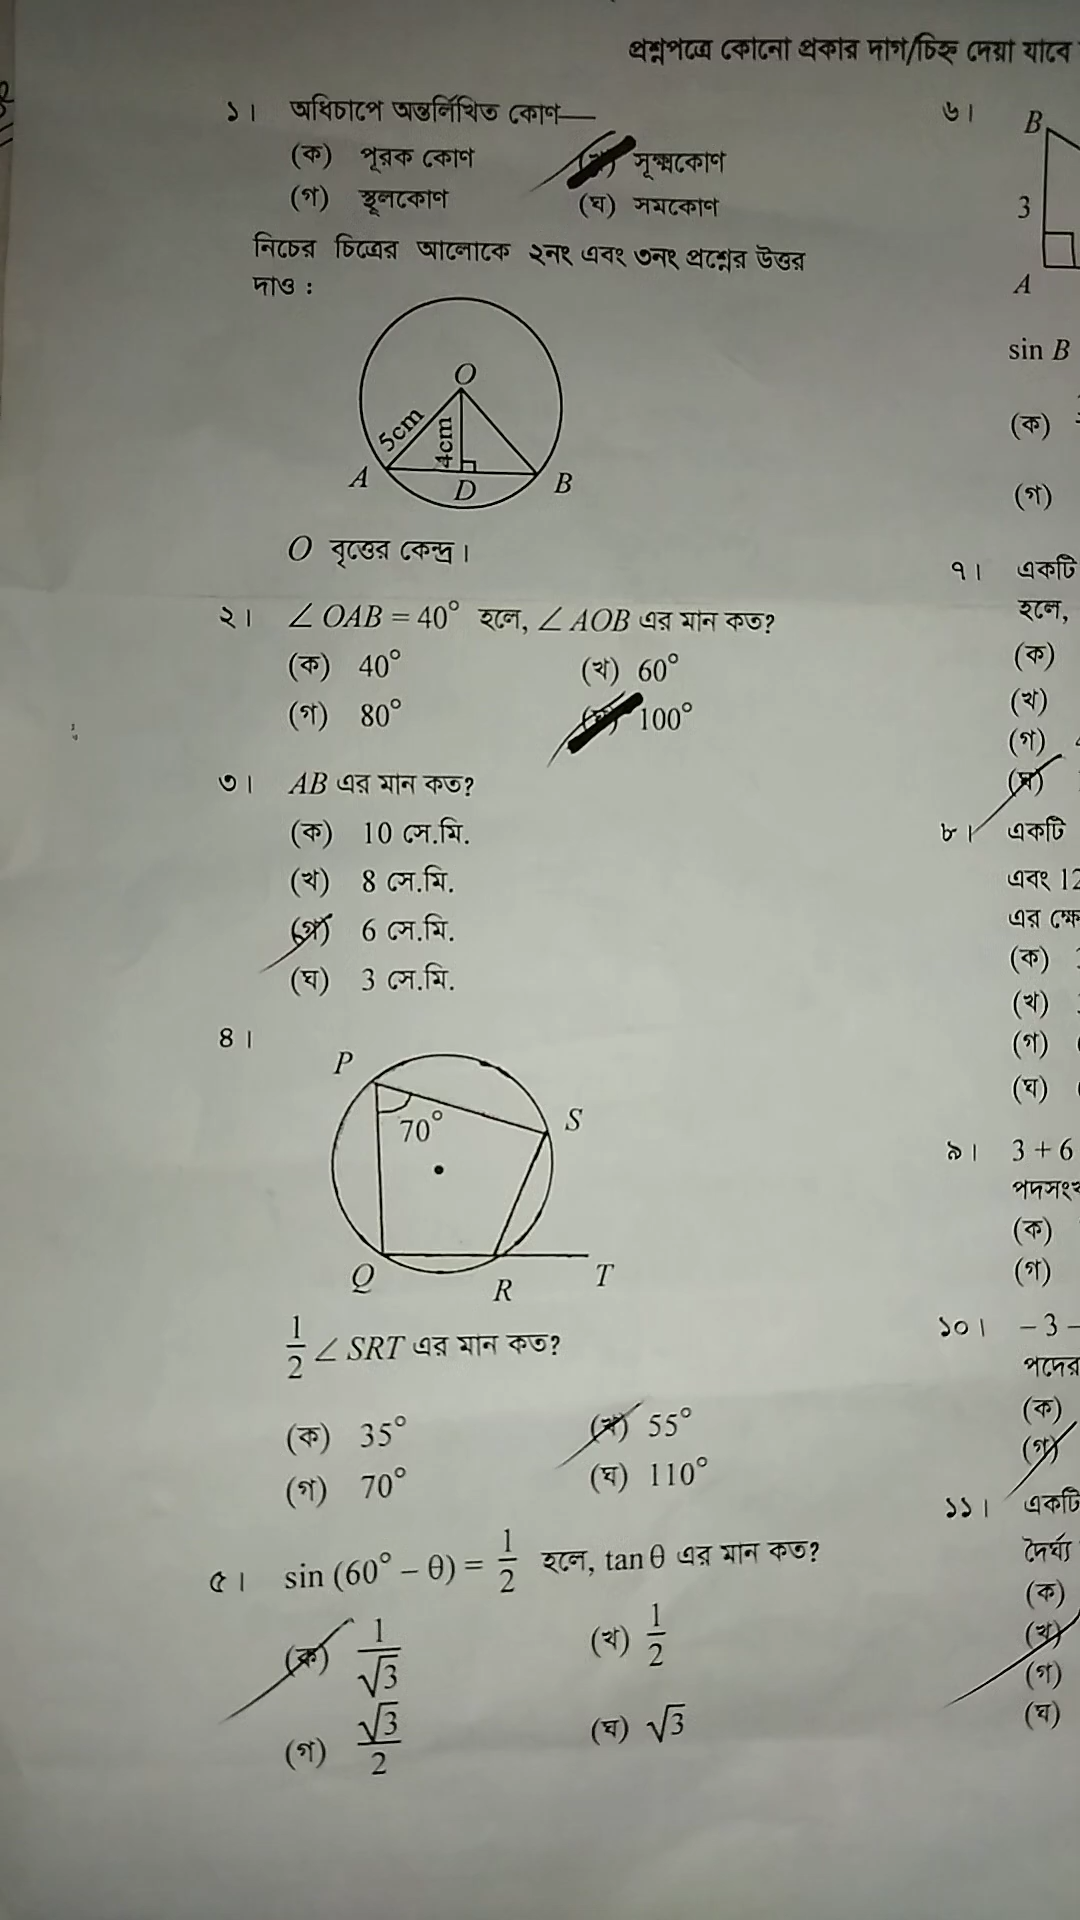 প্রশ্নপত্রে কোনো প্রকার দাগ/চিহ্ন দেয়া যাবে
১। অধিচাপে অন্তর্লিখিত কোণ—
(ক) পূরক কোণ (খ) সূক্ষ্মকোণ
(গ) স্থূলকোণ (ঘ) সমকোণ
নিচের চিত্রের আলোকে ২নং এবং ৩নং প্রশ্নের উত্তর
দাও :
O
5cm
4cm
A D B
O বৃত্তের কেন্দ্র।
২। ∠OAB = 40° হলে, ∠AOB এর মান কত?
(ক) 40° (খ) 60°
(গ) 80° (ঘ) 100°
৩। AB এর মান কত?
(ক) 10 সে.মি.
(খ) 8 সে.মি.
(গ) 6 সে.মি.
(ঘ) 3 সে.মি.
৪।
P
S
70°
Q R T
1/2 ∠SRT এর মান কত?
(ক) 35° (খ) 55°
(গ) 70° (ঘ) 110°
৫। sin (60° – θ) = 1/2 হলে, tan θ এর মান কত?
(ক) 1/√3 (খ) 1/2
(গ) √3/2 (ঘ) √3
৬।
B
3
A
sin B
(ক)
(গ)
৭। একটি
হলে,
(ক)
(খ)
(গ)
(ঘ)
৮। একটি
এবং 12
এর
(ক)
(খ)
(গ)
(ঘ)
৯। 3 + 6
(ক)
(গ)
১০। – 3 –
পদের
(ক)
(গ)
১১। একটি
দৈর্ঘ্য
(ক)
(খ)
(গ)
(ঘ)